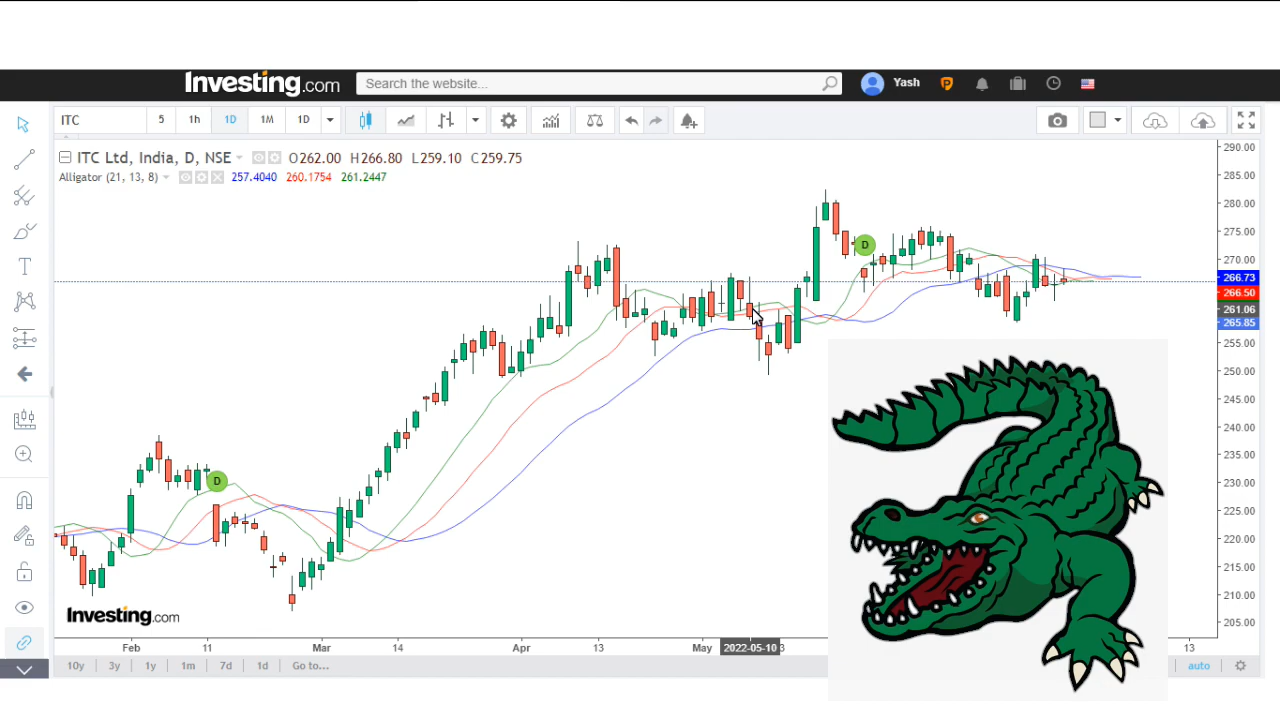 Investing.com
Search the website...
Yash
ITC
5 1h 1D 1M 1D
ITC Ltd, India, D, NSE O262.00 H266.80 L259.10 C259.75
Alligator (21, 13, 8) 257.4040 260.1754 261.2447
290.00
285.00
280.00
275.00
270.00
266.73
266.50
261.06
265.85
255.00
250.00
245.00
240.00
235.00
230.00
225.00
220.00
215.00
210.00
205.00
D
D
T
Investing.com
Feb 11 Mar 14 Apr 13 May 2022-05-10 3 13
10y 3y 1y 1m 7d 1d Go to... auto